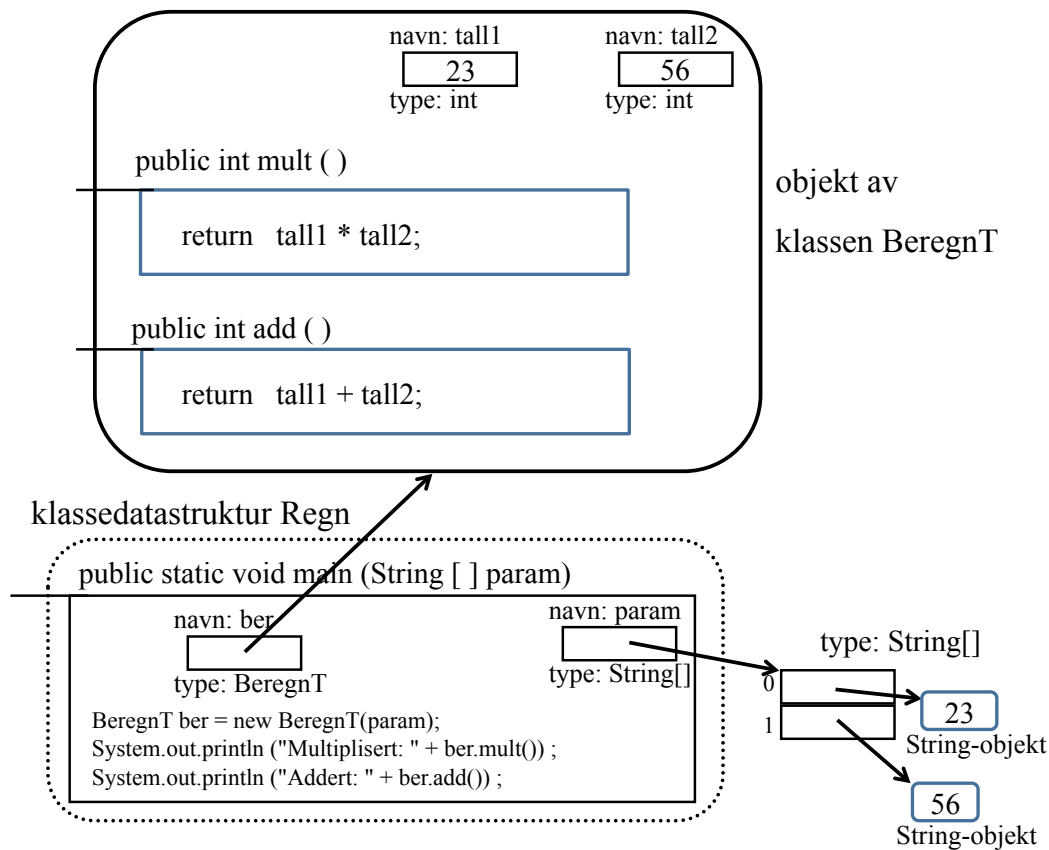 navn: tall1
navn: tall2
23
56
type: int
type: int
public int mult ( )
return tall1 * tall2;
objekt av
klassen BeregnT
public int add ( )
return tall1 + tall2;
klassedatastruktur Regn
public static void main (String [ ] param)
navn: ber
navn: param
type: BeregnT
type: String[]
type: String[]
0
1
23
String-objekt
56
String-objekt
BeregnT ber = new BeregnT(param);
System.out.println ("Multiplisert: " + ber.mult()) ;
System.out.println ("Addert: " + ber.add()) ;